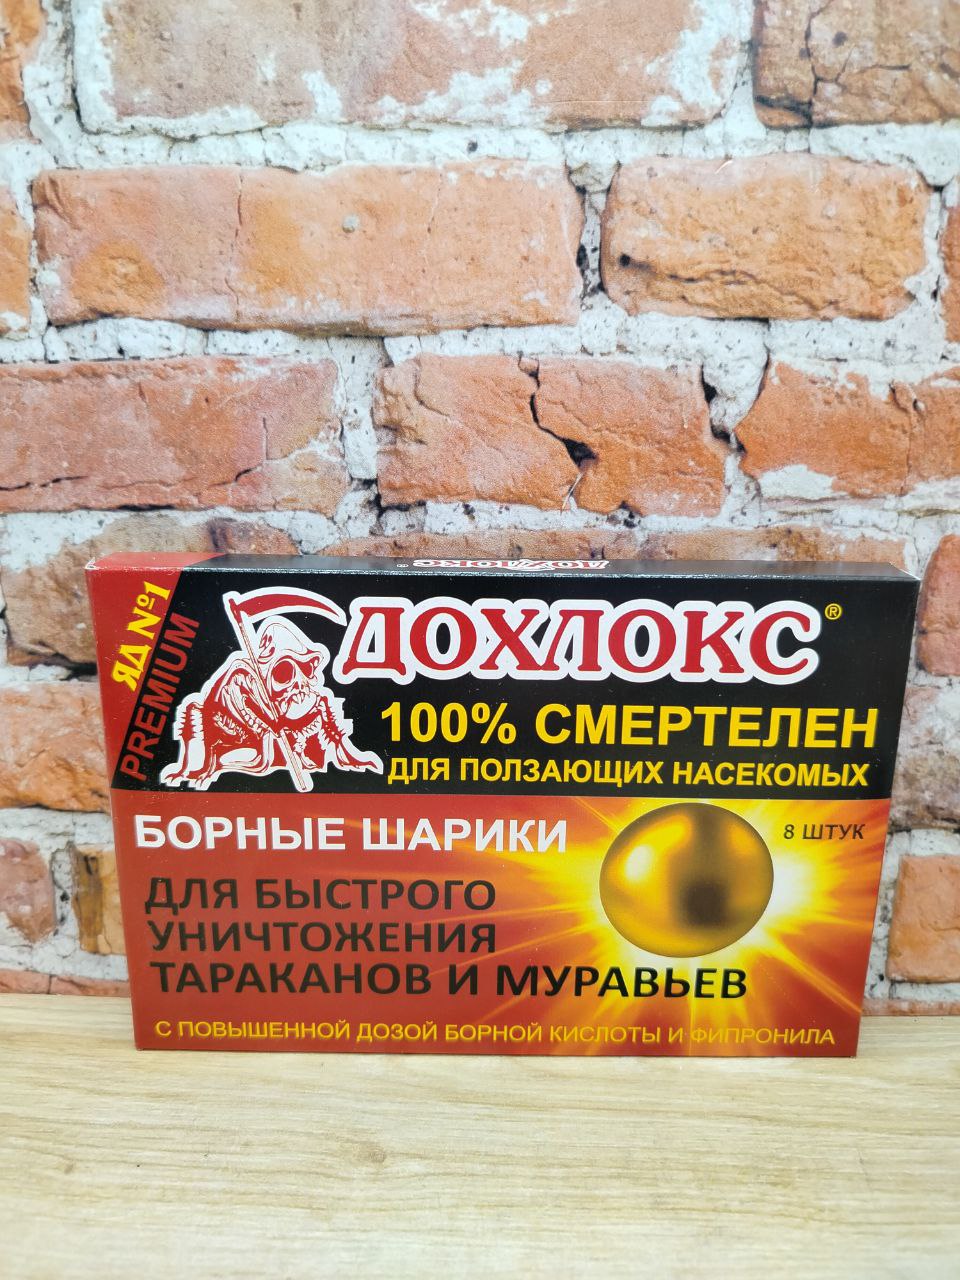 ДОХЛОКС®
ЯД №1
PREMIUM
ДОХЛОКС®
100% СМЕРТЕЛЕН
ДЛЯ ПОЛЗАЮЩИХ НАСЕКОМЫХ
БОРНЫЕ ШАРИКИ
8 ШТУК
ДЛЯ БЫСТРОГО
УНИЧТОЖЕНИЯ
ТАРАКАНОВ И МУРАВЬЕВ
С ПОВЫШЕННОЙ ДОЗОЙ БОРНОЙ КИСЛОТЫ И ФИПРОНИЛА